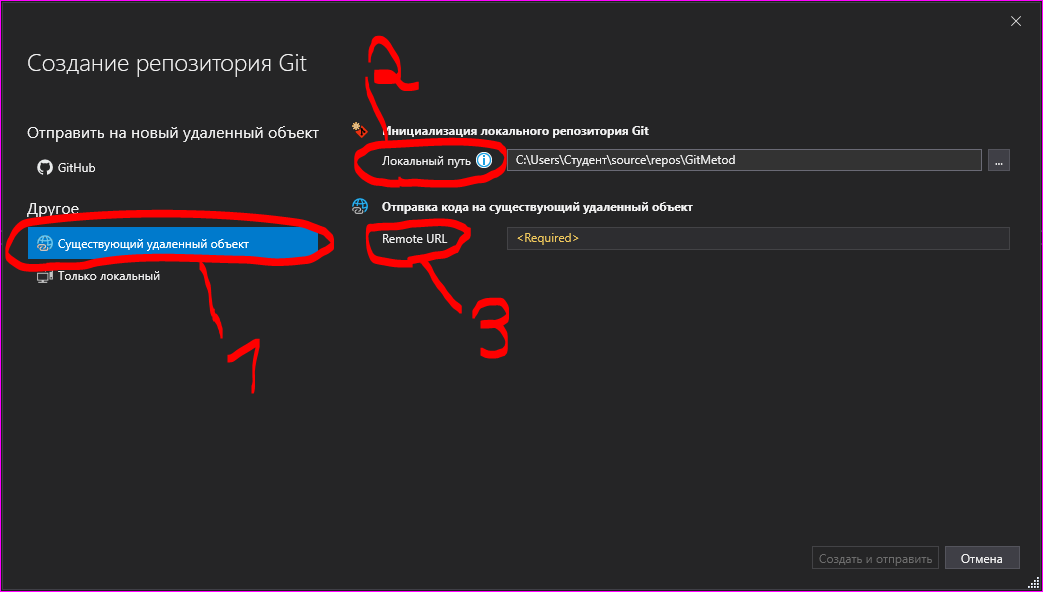 Создание репозитория Git
Отправить на новый удаленный объект
GitHub
Другое
Существующий удаленный объект
Только локальный
1
2
Инициализация локального репозитория Git
Локальный путь
C:\Users\Студент\source\repos\GitMetod
...
Отправка кода на существующий удаленный объект
Remote URL
<Required>
3
Создать и отправить
Отмена